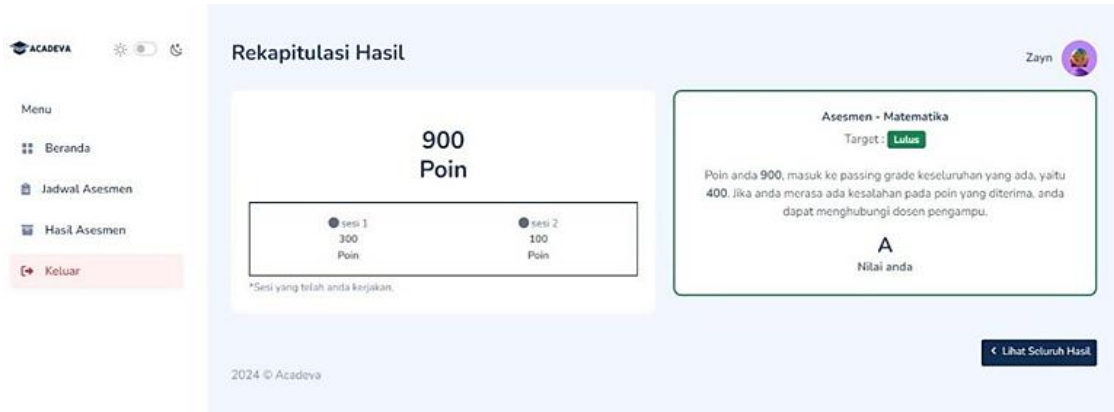 ACADEVA
Rekapitulasi Hasil
Zayn
Menu
Beranda
Jadwal Asesmen
Hasil Asesmen
Keluar
900
Poin
sesi 1
300
Poin
sesi 2
100
Poin
*Sesi yang telah anda kerjakan.
Asesmen - Matematika
Target : Lulus
Poin anda 900, masuk ke passing grade keseluruhan yang ada, yaitu
400. Jika anda merasa ada kesalahan pada poin yang diterima, anda
dapat menghubungi dosen pengampu.
A
Nilai anda
Lihat Seluruh Hasil
2024 © Acadeva